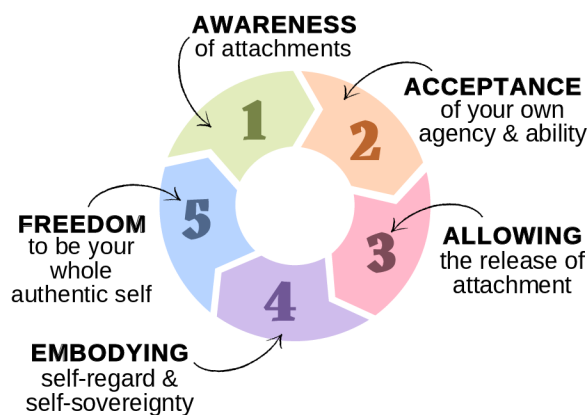 AWARENESS
of attachments
1
2
ACCEPTANCE
of your own
agency & ability
3
ALLOWING
the release of
attachment
4
EMBODYING
self-regard &
self-sovereignty
5
FREEDOM
to be your
whole
authentic self